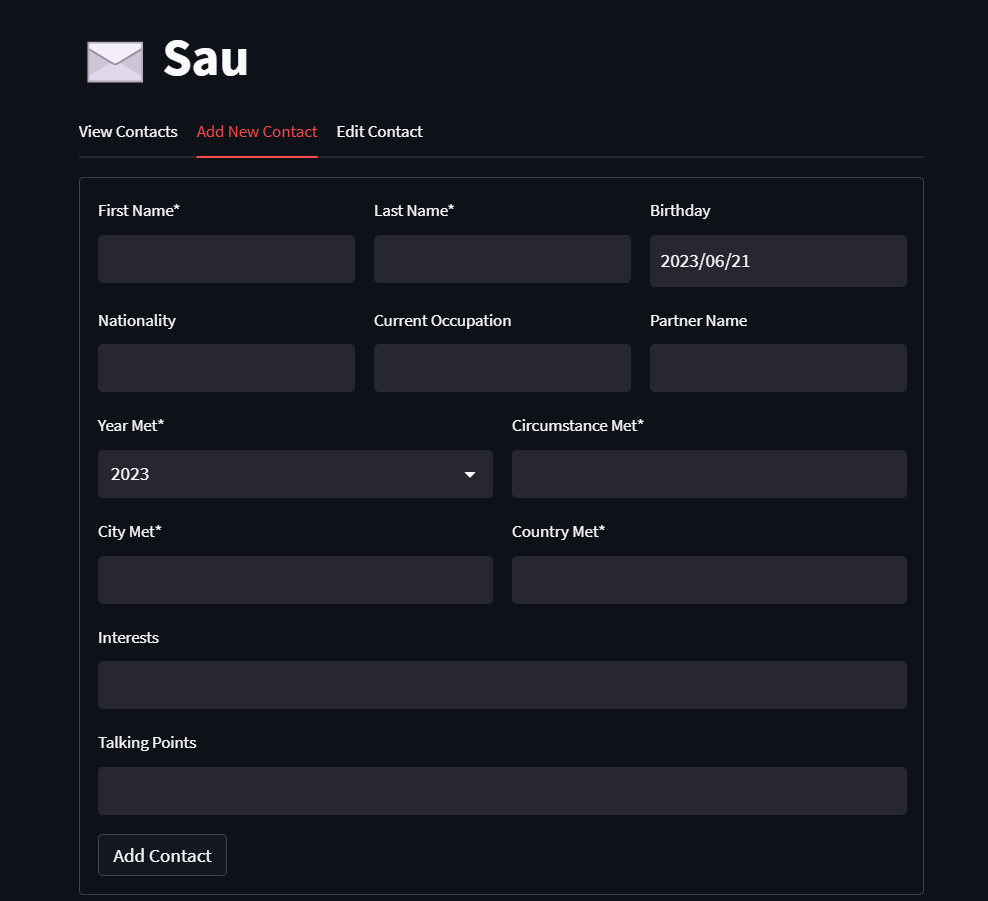 Sau
View Contacts Add New Contact Edit Contact
First Name* Last Name* Birthday
2023/06/21
Nationality Current Occupation Partner Name
Year Met* Circumstance Met*
2023
City Met* Country Met*
Interests
Talking Points
Add Contact